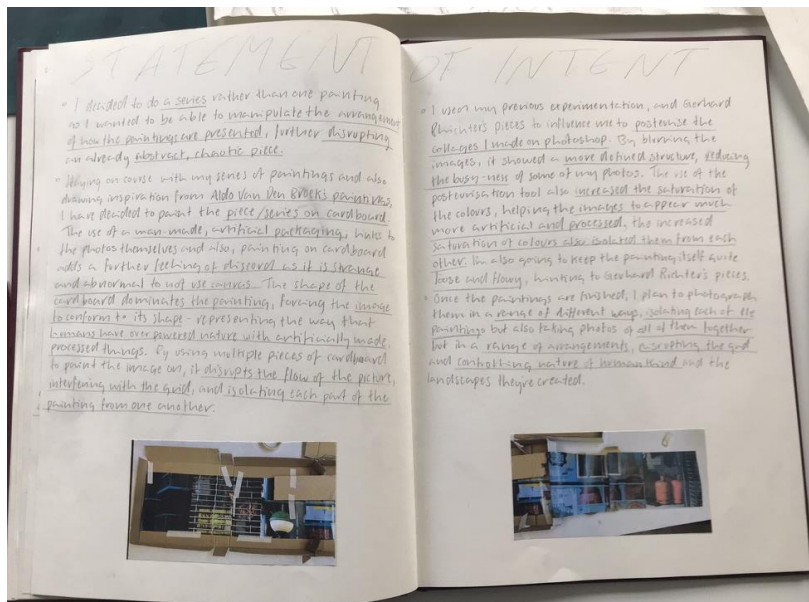 STATEMENT OF INTENT
• I decided to do a series rather than one painting
as I wanted to be able to manipulate the arrangement
of how the paintings are presented, further disrupting
an already abstract, chaotic piece.
• Staying on course with my series of paintings and also
drawing inspiration from Aldo Van Den Broek's paintings,
I have decided to paint the piece/series on cardboard.
The use of a man-made, artificial packaging, hints to
the photos themselves and also, painting on cardboard
adds a further feeling of discord as it is strange
and abnormal to not use canvas. The shape of the
cardboard dominates the painting, forcing the image
to conform to its shape - representing the way that
humans have over powered nature with artificially made,
processed things. By using multiple pieces of cardboard
to paint the image on, it disrupts the flow of the picture,
interfering with the grid, and isolating each part of the
painting from one another.
• I used my previous experimentation, and Gerhard
Rhichter's pieces to influence me to posterise the
collages I made on photoshop. By blurring the
images, it showed a more defined structure, reducing
the busy-ness of some of my photos. The use of the
posterisation tool also increased the saturation of
the colours, helping the images to appear much
more artificial and processed, the increased
saturation of colours also isolated them from each
other. I'm also going to keep the painting itself quite
loose and flowy, hinting to Gerhard Richter's pieces.
• Once the paintings are finished, I plan to photograph
them in a range of different ways, isolating each of the
paintings but also taking photos of all of them together
but in a range of arrangements, disrupting the grid
and controlling nature of humankind and the
landscapes they're created.